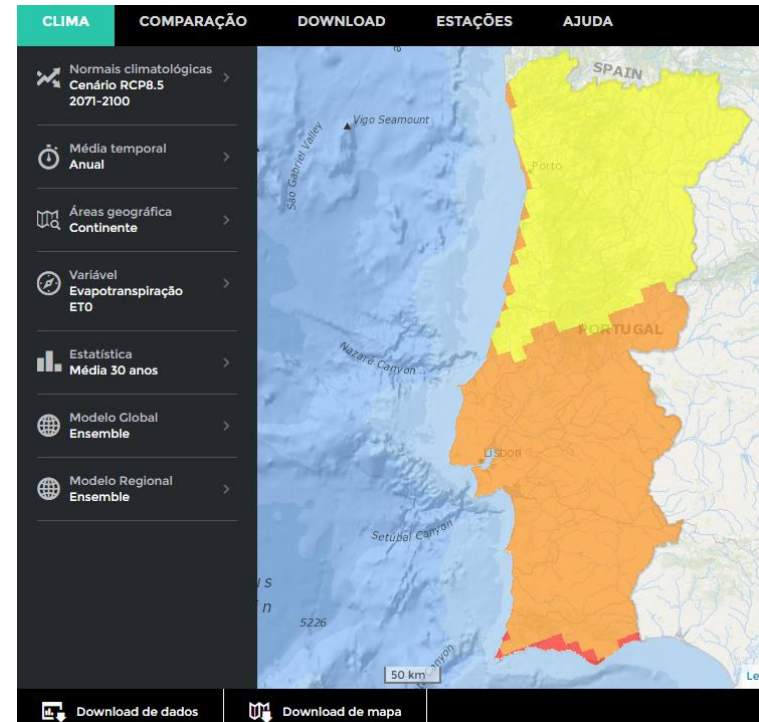 CLIMA COMPARAÇÃO DOWNLOAD ESTAÇÕES AJUDA
Normais climatológicas
Cenário RCP8.5
2071-2100
Média temporal
Anual
Áreas geográfica
Continente
Variável
Evapotranspiração
ET0
Estatística
Média 30 anos
Modelo Global
Ensemble
Modelo Regional
Ensemble
SPAIN
Vigo Seamount
São Gabriel Valley
Porto
PORTUGAL
Nazaré Canyon
Lisbon
Setúbal Canyon
5226
50 km
Download de dados
Download de mapa